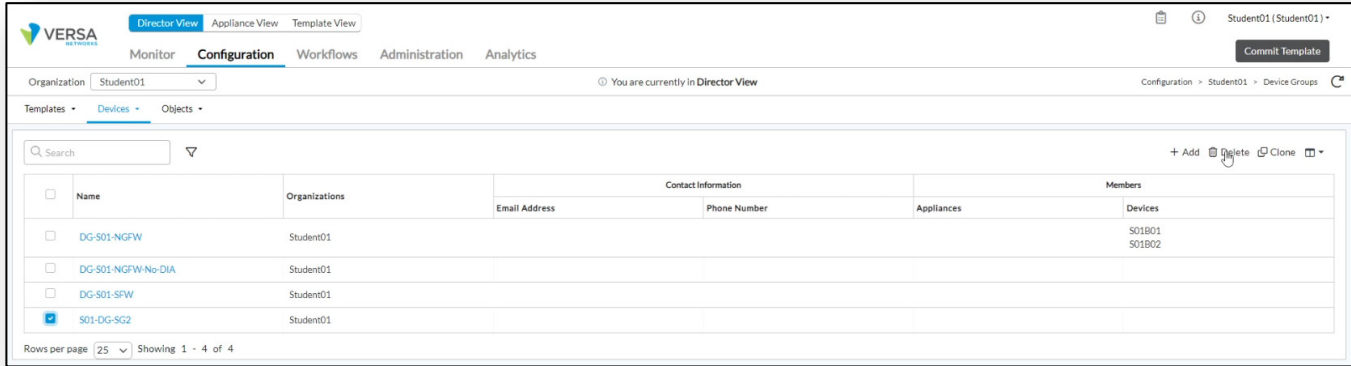 Director View Appliance View Template View
Student01 (Student01)
VERSA
NETWORKS
Monitor Configuration Workflows Administration Analytics
Commit Template
Organization Student01 You are currently in Director View Configuration > Student01 > Device Groups
Templates Devices Objects
Search + Add Delete Clone
Name Organizations Contact Information Members
Email Address Phone Number Appliances Devices
DG-S01-NGFW Student01 S01B01
S01B02
DG-S01-NGFW-No-DIA Student01
DG-S01-SFW Student01
S01-DG-SG2 Student01
Rows per page 25 Showing 1 - 4 of 4